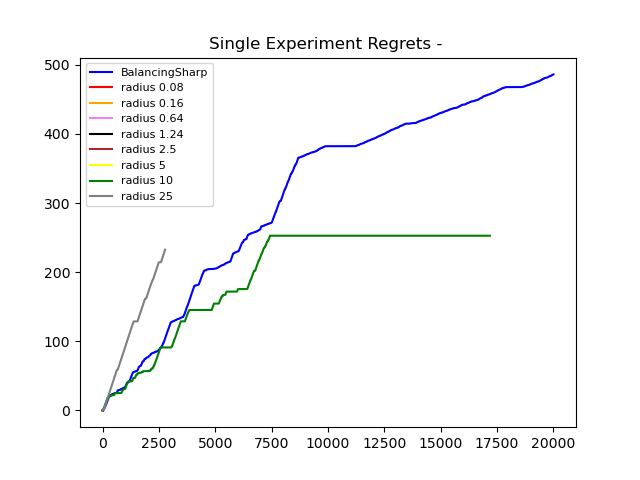 Single Experiment Regrets -
500
400
300
200
100
0
BalancingSharp
radius 0.08
radius 0.16
radius 0.64
radius 1.24
radius 2.5
radius 5
radius 10
radius 25
0 2500 5000 7500 10000 12500 15000 17500 20000